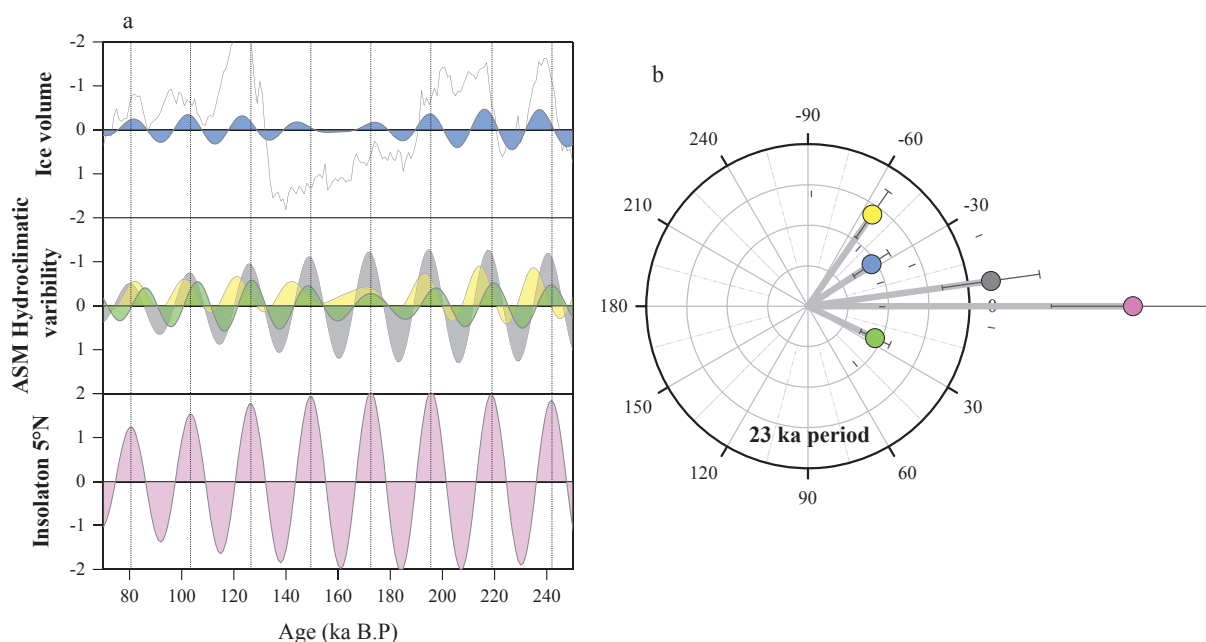 a
-2
-1
0
1
-2
Ice volume
-1
0
1
ASM Hydroclimatic
varibility
2
1
0
-1
-2
Insolaton 5°N
80 100 120 140 160 180 200 220 240
Age (ka B.P)
b
-90
240 -60
210 -30
180 0
150 30
23 ka period
120 60
90